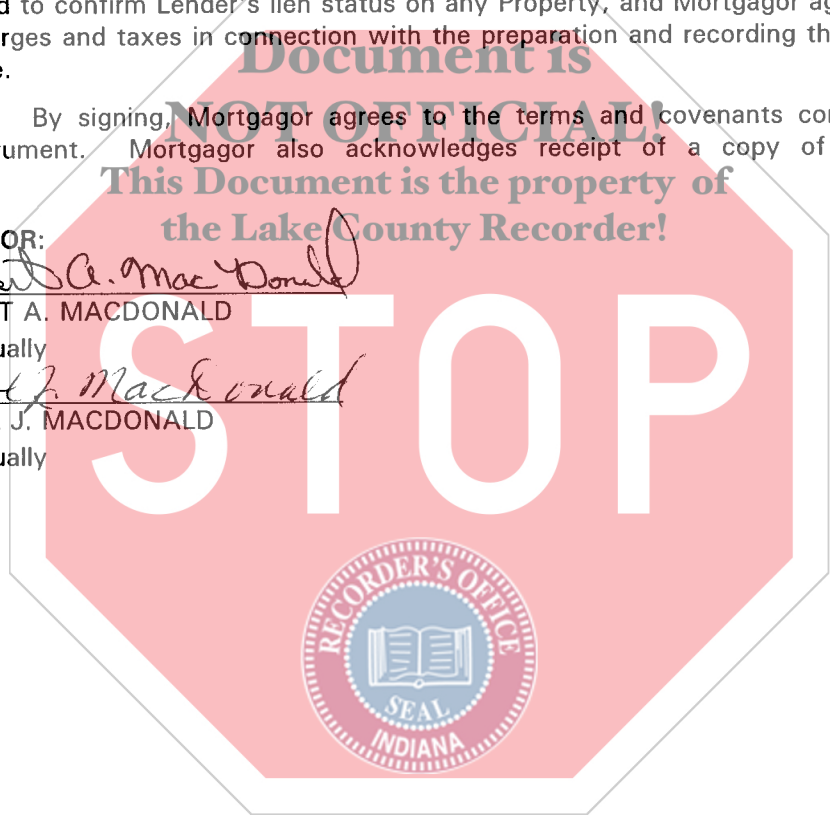 d to confirm Lender's lien status on any Property, and Mortgagor ag
rges and taxes in connection with the preparation and recording th
e.
Document is
By signing, Mortgagor agrees to the terms and covenants con
NOT OFFICIAL!
ument. Mortgagor also acknowledges receipt of a copy of
This Document is the property of
the Lake County Recorder!
OR:
A. MacDonald
T A. MACDONALD
ually
J. MacDonald
J. MACDONALD
ually
STOP
RECORDER'S OFFICE
SEAL
INDIANA